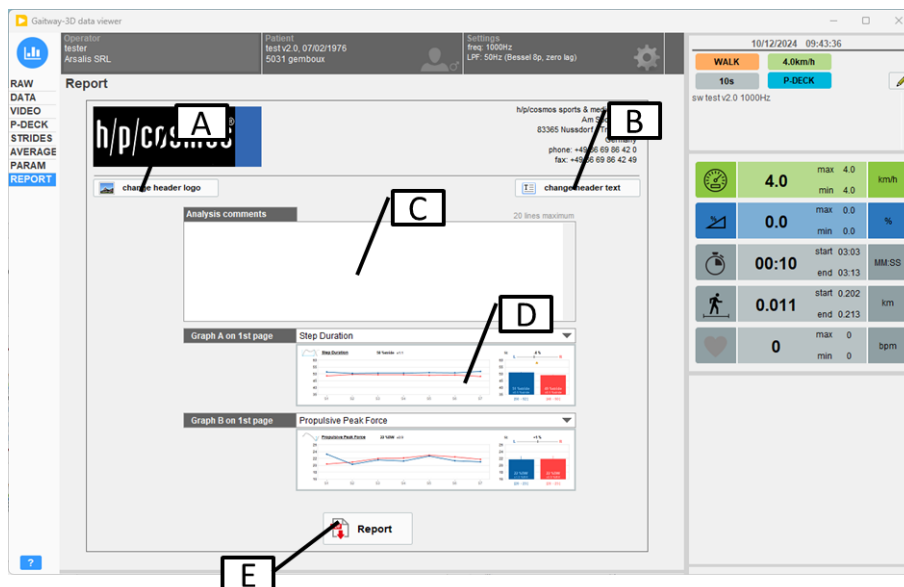 Gaitway-3D data viewer
Operator
tester
Arsalis SRL
Patient
test v2.0, 07/02/1976
5031 gemboux
Settings
freq: 1000Hz
LPF: 50Hz (Bessel 8p, zero lag)
10/12/2024 09:43:36
WALK 4.0km/h
10s P-DECK
sw test v2.0 1000Hz
RAW
DATA
VIDEO
P-DECK
STRIDES
AVERAGE
PARAM
REPORT
Report
A
B
h/p/cosmos®
h/p/cosmos sports &
Am
83365 Nussdorf
Germany
phone: +49 86 69 86 42 0
fax: +49 86 69 86 42 49
change header logo
change header text
C
Analysis comments
20 lines maximum
D
Graph A on 1st page
Step Duration
Step Duration
Graph B on 1st page
Propulsive Peak Force
Propulsive Peak Force
Report
E
?
4.0
max 4.0
min 4.0
km/h
%
0.0
max 0.0
min 0.0
%
00:10
start 03:03
end 03:13
MM:SS
0.011
start 0.202
end 0.213
km
0
max 0
min 0
bpm